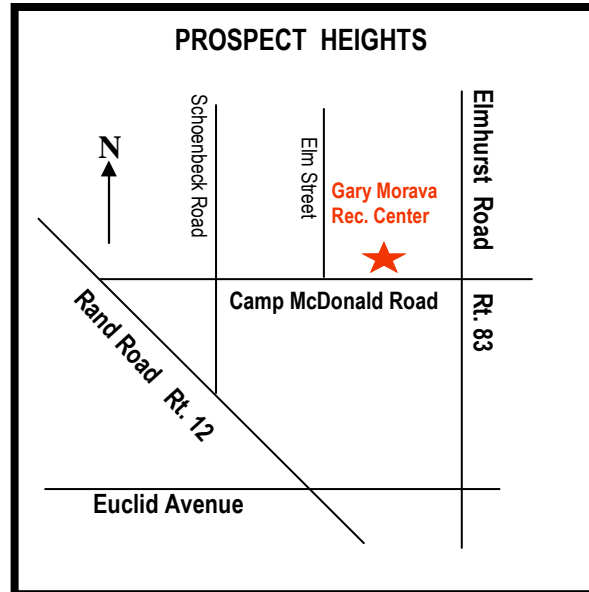 PROSPECT HEIGHTS
Schoenbeck Road
Elm Street
Elmhurst Road
N
Gary Morava
Rec. Center
Camp McDonald Road
Rt. 83
Rand Road Rt. 12
Euclid Avenue